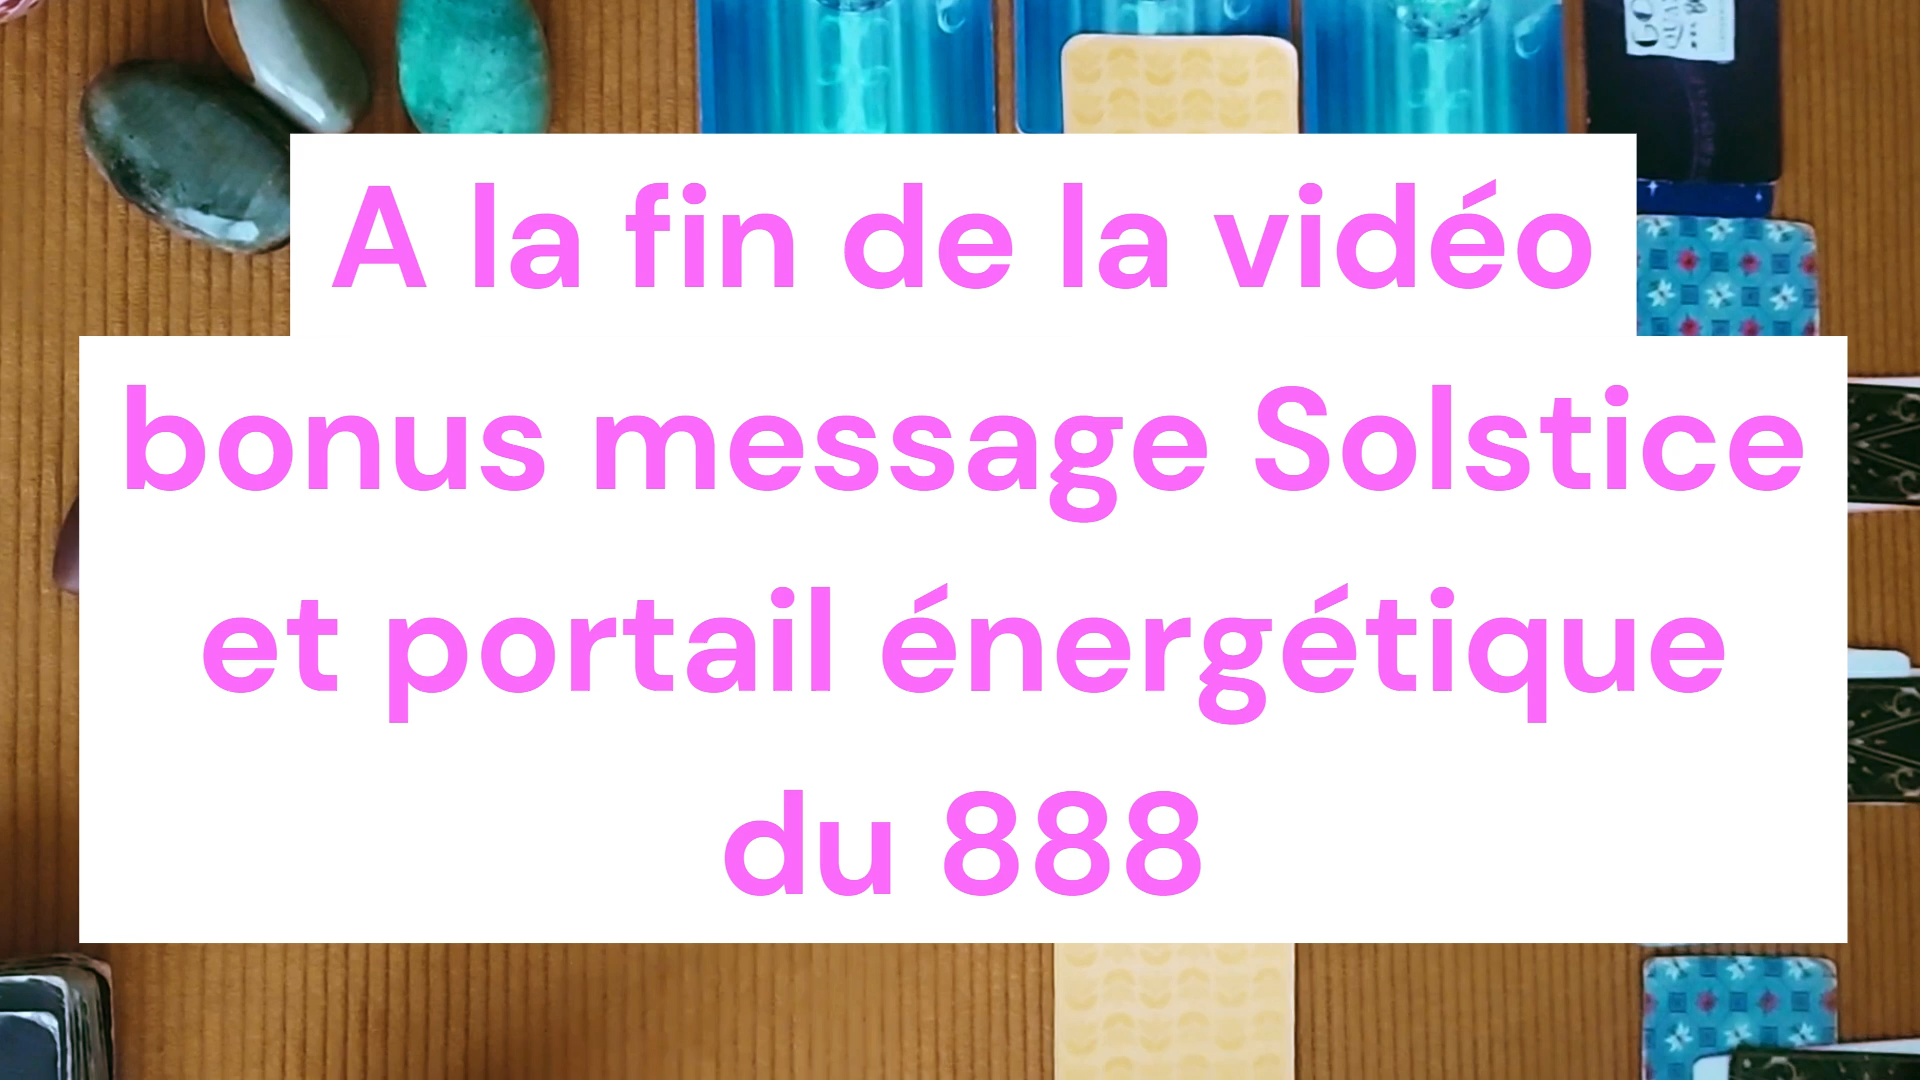 A la fin de la vidéo
bonus message Solstice
et portail énergétique
du 888